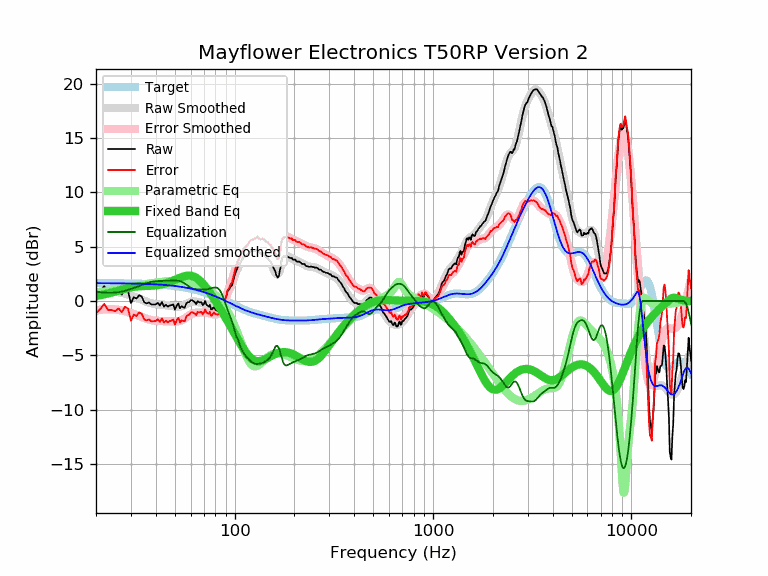 Mayflower Electronics T50RP Version 2
Amplitude (dBr)
20
15
10
5
0
−5
−10
−15
Target
Raw Smoothed
Error Smoothed
Raw
Error
Parametric Eq
Fixed Band Eq
Equalization
Equalized smoothed
100
1000
10000
Frequency (Hz)